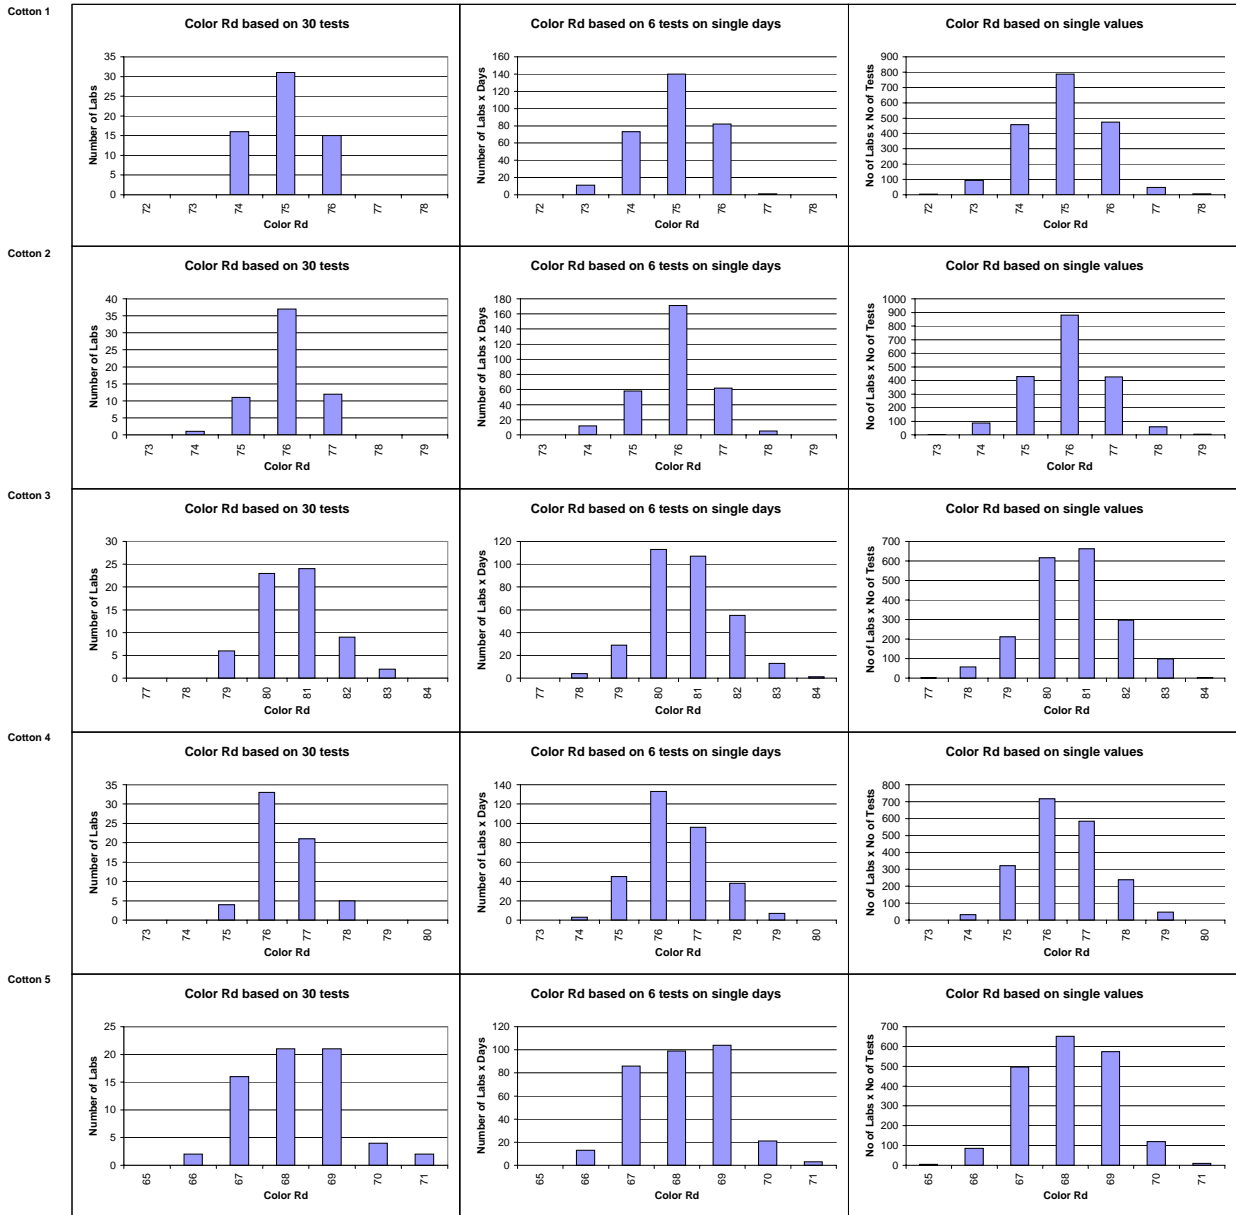 Cotton 1
Color Rd based on 30 tests
35
30
25
20
15
10
5
0
Number of Labs
72 73 74 75 76 77 78
Color Rd
Color Rd based on 6 tests on single days
160
140
120
100
80
60
40
20
0
Number of Labs x Days
72 73 74 75 76 77 78
Color Rd
Color Rd based on single values
900
800
700
600
500
400
300
200
100
0
No of Labs x No of Tests
72 73 74 75 76 77 78
Color Rd
Cotton 2
Color Rd based on 30 tests
40
35
30
25
20
15
10
5
0
Number of Labs
73 74 75 76 77 78 79
Color Rd
Color Rd based on 6 tests on single days
180
160
140
120
100
80
60
40
20
0
Number of Labs x Days
73 74 75 76 77 78 79
Color Rd
Color Rd based on single values
1000
900
800
700
600
500
400
300
200
100
0
No of Labs x No of Tests
73 74 75 76 77 78 79
Color Rd
Cotton 3
Color Rd based on 30 tests
30
25
20
15
10
5
0
Number of Labs
77 78 79 80 81 82 83 84
Color Rd
Color Rd based on 6 tests on single days
120
100
80
60
40
20
0
Number of Labs x Days
77 78 79 80 81 82 83 84
Color Rd
Color Rd based on single values
700
600
500
400
300
200
100
0
No of Labs x No of Tests
77 78 79 80 81 82 83 84
Color Rd
Cotton 4
Color Rd based on 30 tests
35
30
25
20
15
10
5
0
Number of Labs
73 74 75 76 77 78 79 80
Color Rd
Color Rd based on 6 tests on single days
140
120
100
80
60
40
20
0
Number of Labs x Days
73 74 75 76 77 78 79 80
Color Rd
Color Rd based on single values
800
700
600
500
400
300
200
100
0
No of Labs x No of Tests
73 74 75 76 77 78 79 80
Color Rd
Cotton 5
Color Rd based on 30 tests
25
20
15
10
5
0
Number of Labs
65 66 67 68 69 70 71
Color Rd
Color Rd based on 6 tests on single days
120
100
80
60
40
20
0
Number of Labs x Days
65 66 67 68 69 70 71
Color Rd
Color Rd based on single values
700
600
500
400
300
200
100
0
No of Labs x No of Tests
65 66 67 68 69 70 71
Color Rd